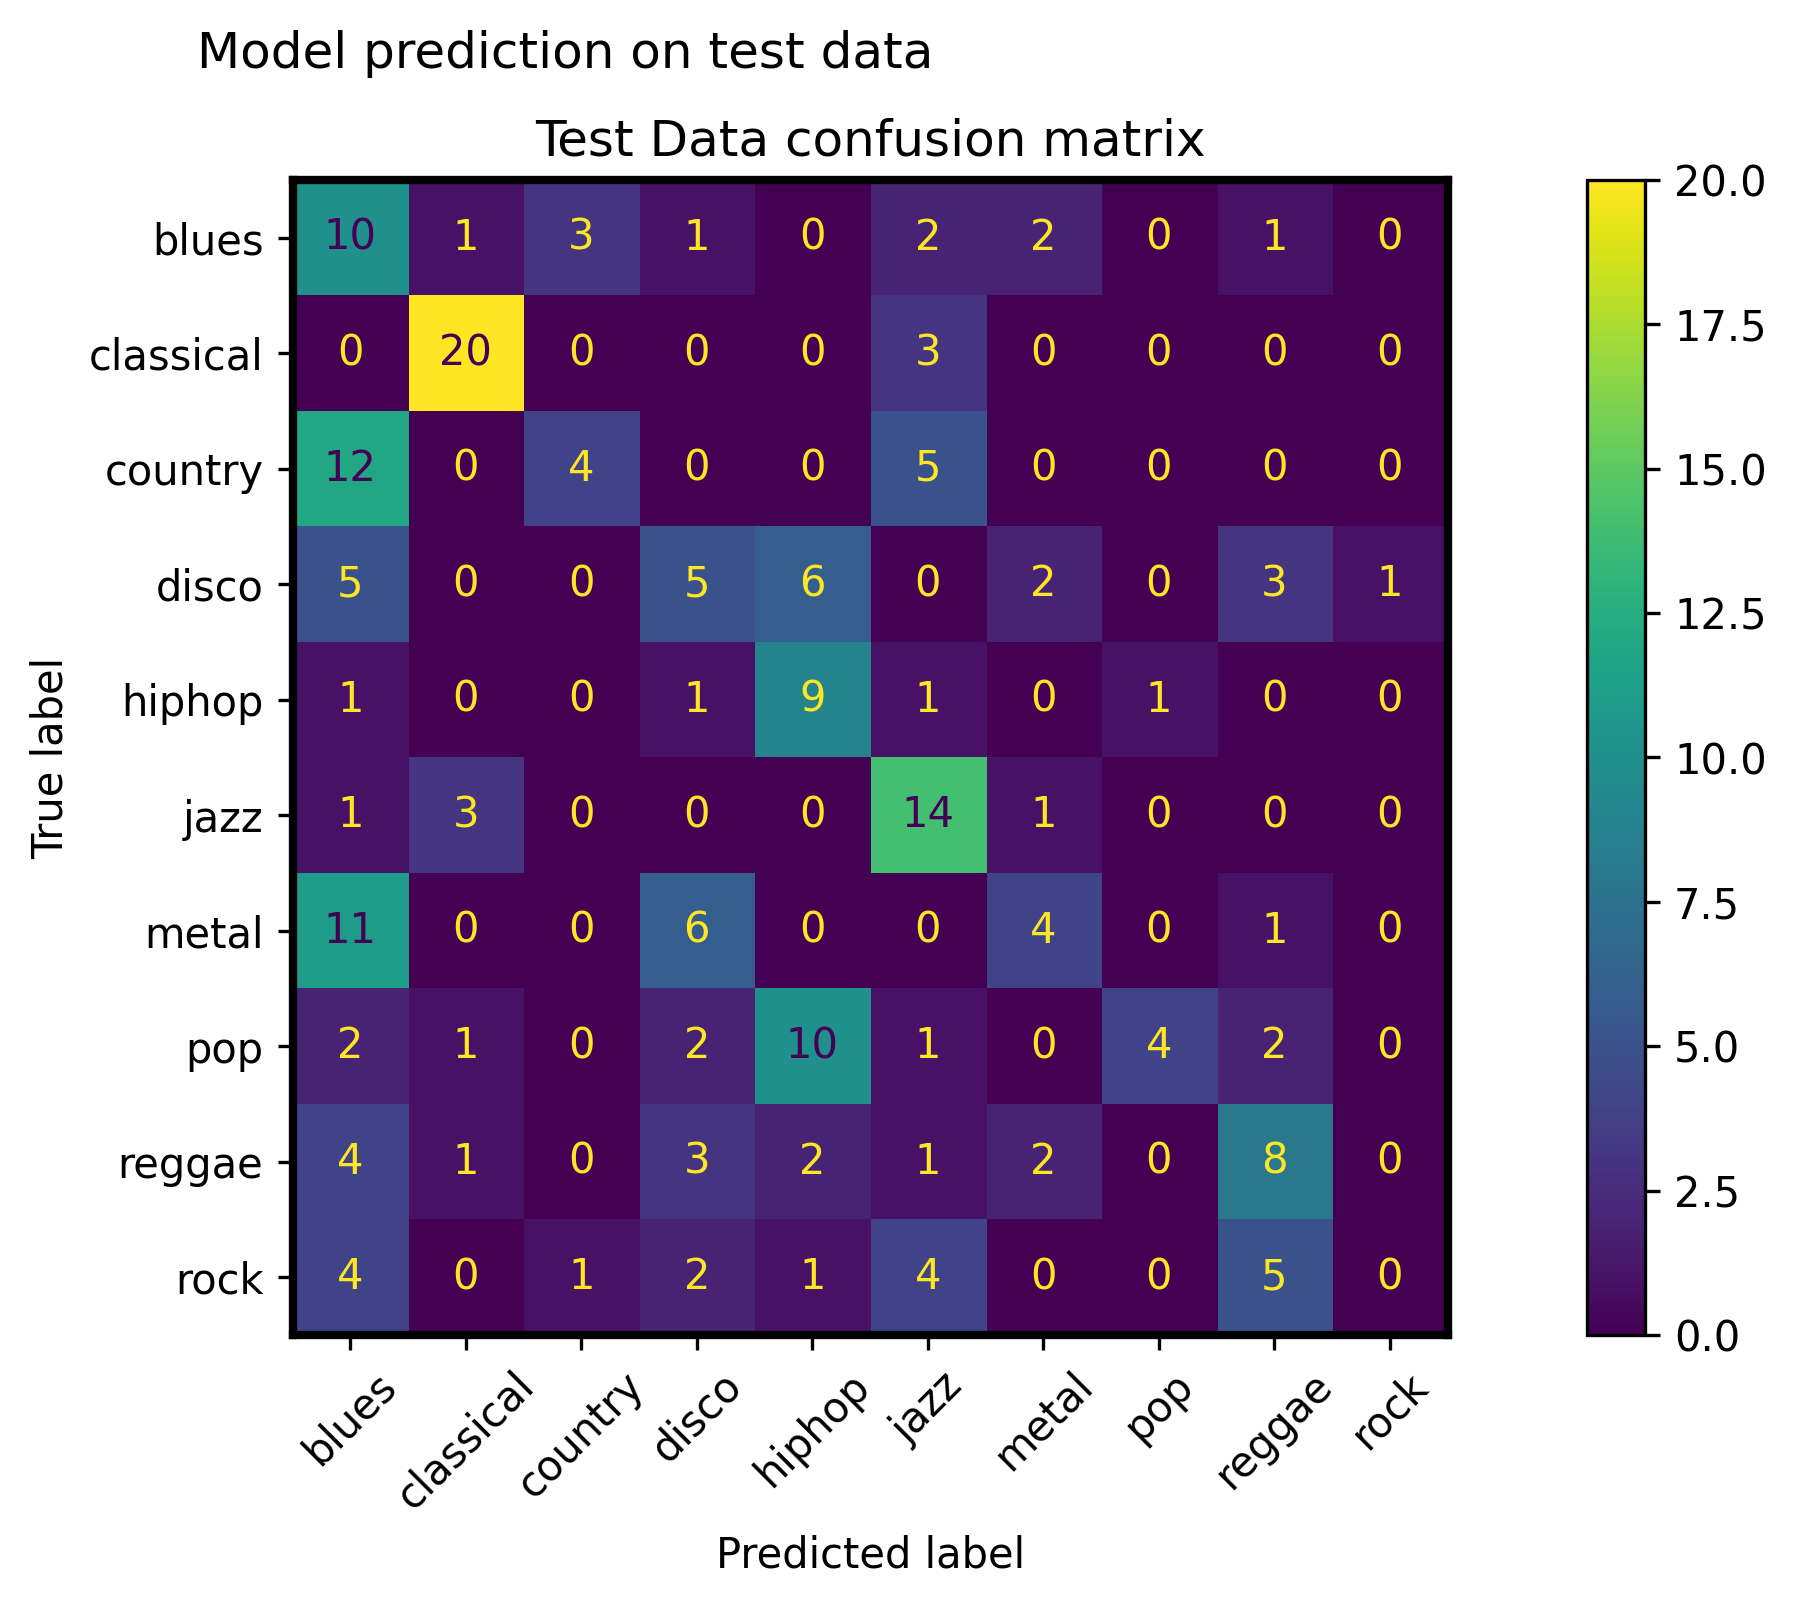 Model prediction on test data
Test Data confusion matrix
blues 10 1 3 1 0 2 2 0 1 0
classical 0 20 0 0 0 3 0 0 0 0
country 12 0 4 0 0 5 0 0 0 0
disco 5 0 0 5 6 0 2 0 3 1
hiphop 1 0 0 1 9 1 0 1 0 0
jazz 1 3 0 0 0 14 1 0 0 0
metal 11 0 0 6 0 0 4 0 1 0
pop 2 1 0 2 10 1 0 4 2 0
reggae 4 1 0 3 2 1 2 0 8 0
rock 4 0 1 2 1 4 0 0 5 0
True label
blues classical country disco hiphop jazz metal pop reggae rock
Predicted label
20.0
17.5
15.0
12.5
10.0
7.5
5.0
2.5
0.0